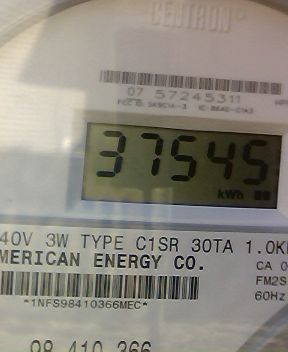 CENTRON
07 57245311
37545
kWh
40V 3W TYPE C1SR 30TA 1.0K
MERICAN ENERGY CO.
CA 0
FM2S
*1NFS98410366MEC*
60Hz
98 410 366